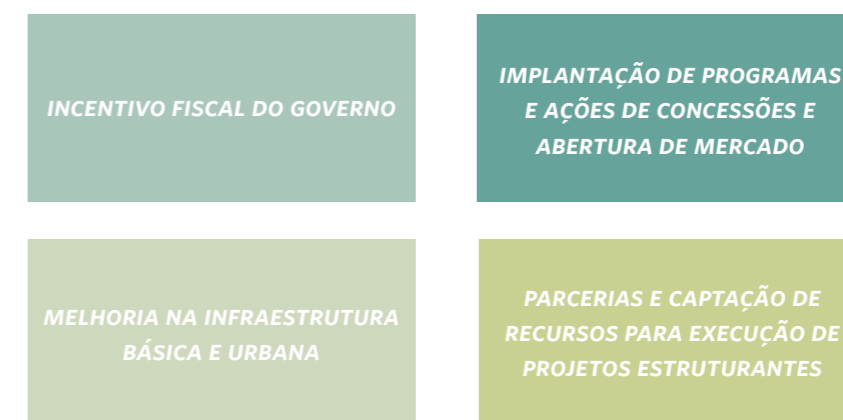 INCENTIVO FISCAL DO GOVERNO
IMPLANTAÇÃO DE PROGRAMAS
E AÇÕES DE CONCESSÕES E
ABERTURA DE MERCADO
MELHORIA NA INFRAESTRUTURA
BÁSICA E URBANA
PARCERIAS E CAPTAÇÃO DE
RECURSOS PARA EXECUÇÃO DE
PROJETOS ESTRUTURANTES